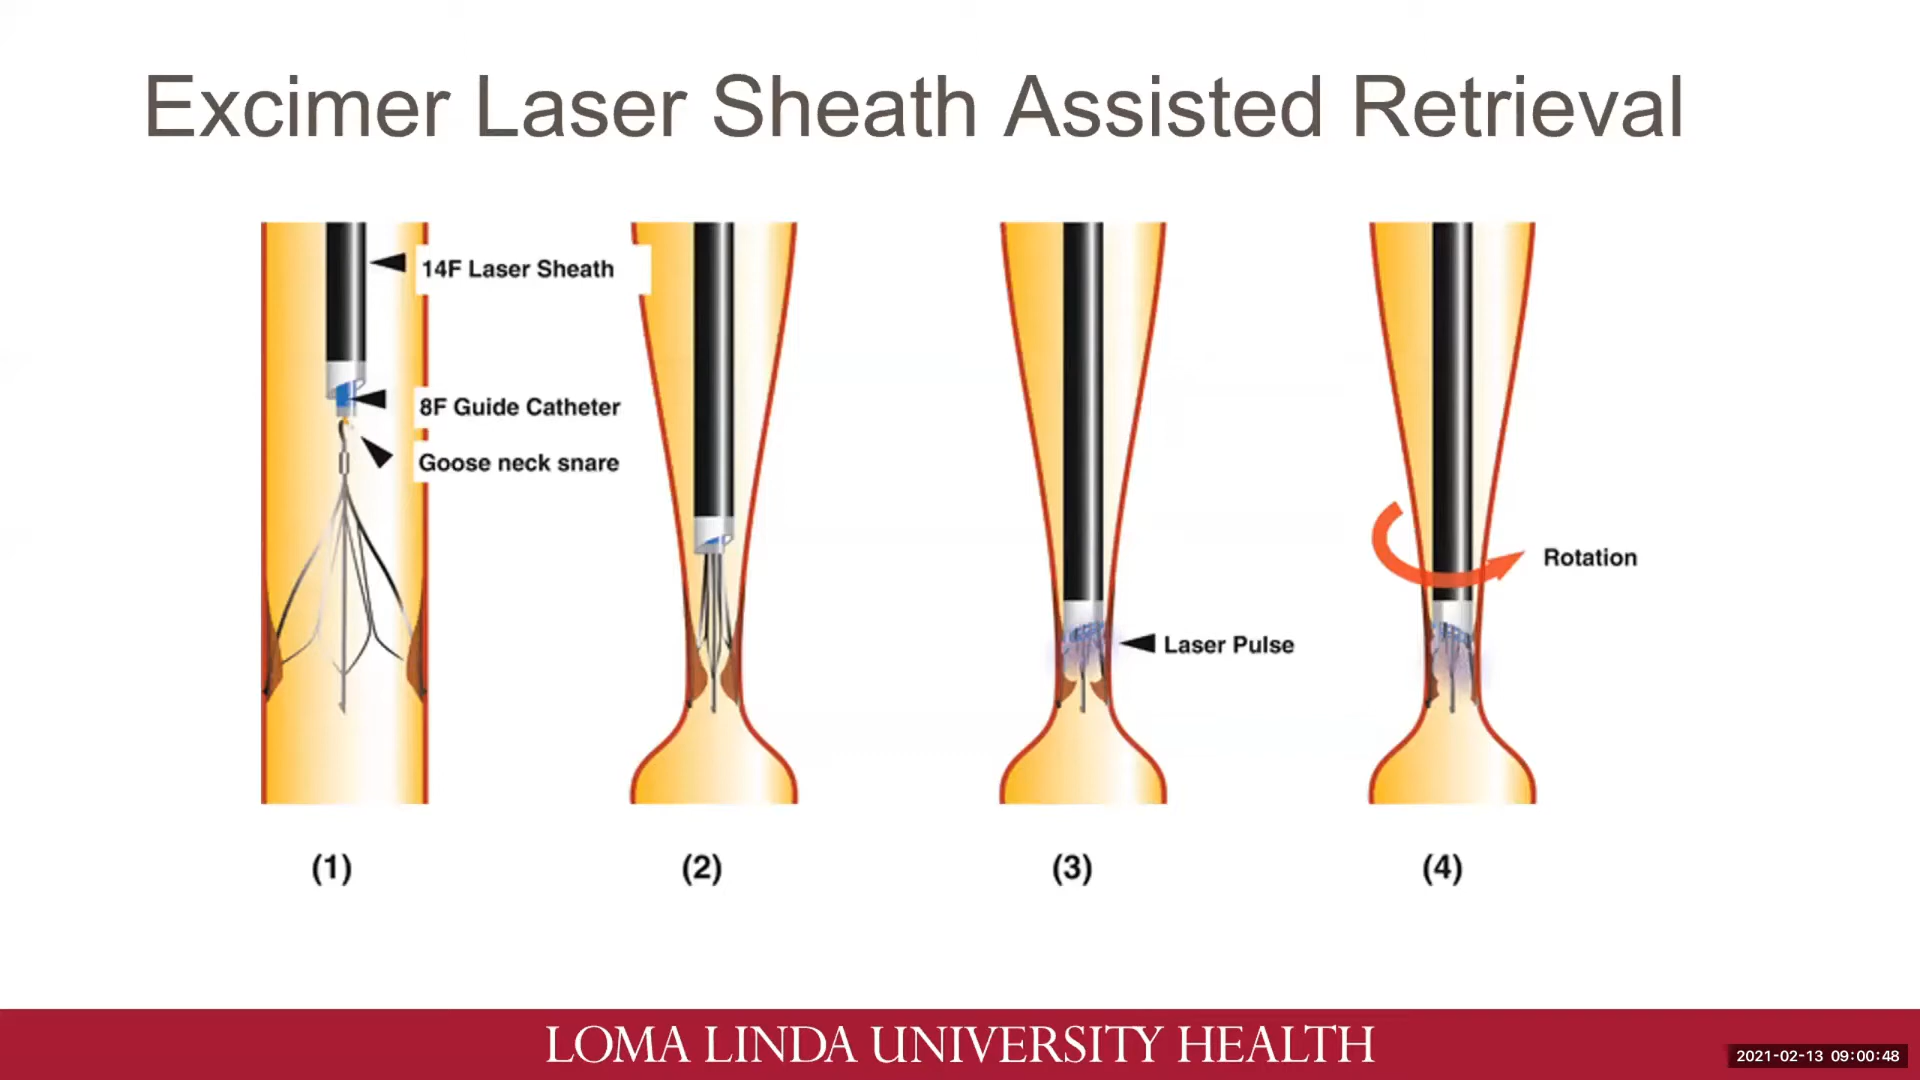 Excimer Laser Sheath Assisted Retrieval
14F Laser Sheath
8F Guide Catheter
Goose neck snare
Laser Pulse
Rotation
(1)
(2)
(3)
(4)
LOMA LINDA UNIVERSITY HEALTH
2021-02-13 09:00:48